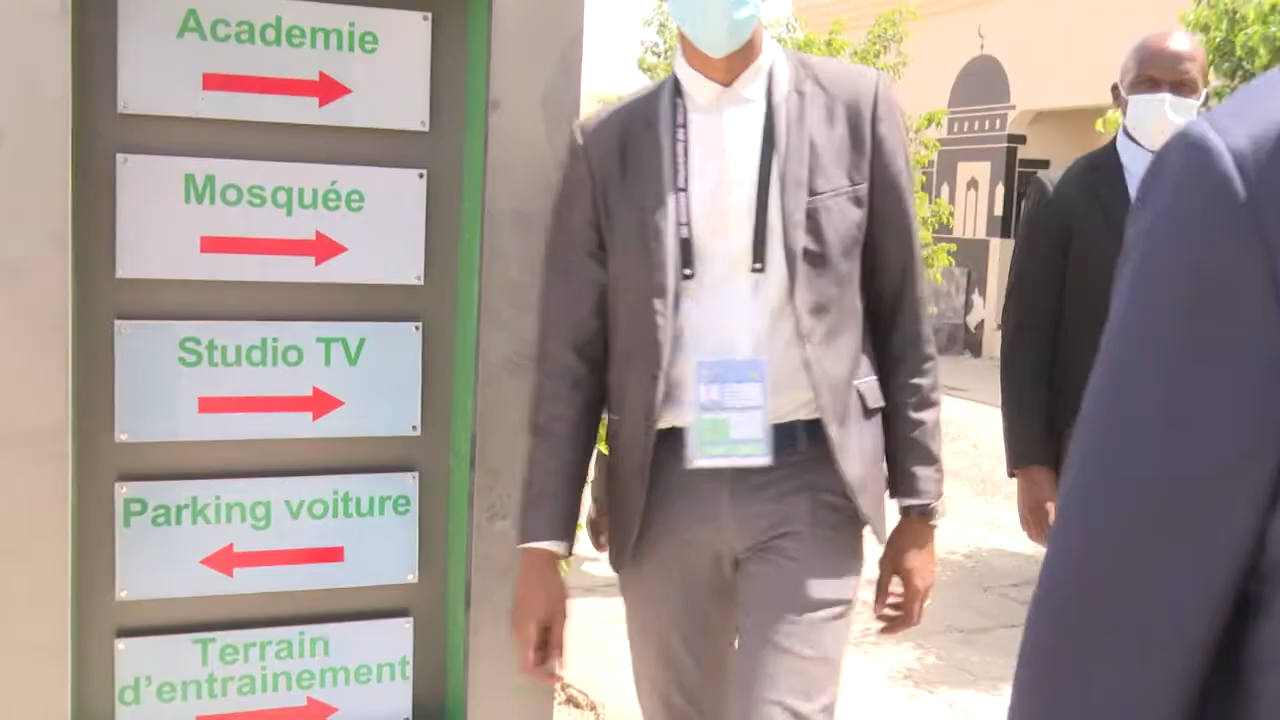 Academie
Mosquée
Studio TV
Parking voiture
Terrain
d'entrainement